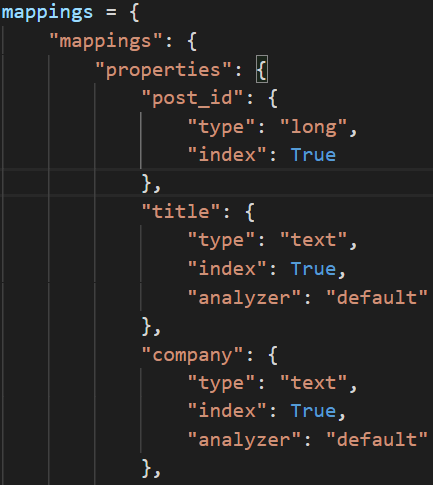 mappings = {
    "mappings": {
        "properties": {
            "post_id": {
                "type": "long",
                "index": True
            },
            "title": {
                "type": "text",
                "index": True,
                "analyzer": "default"
            },
            "company": {
                "type": "text",
                "index": True,
                "analyzer": "default"
            },